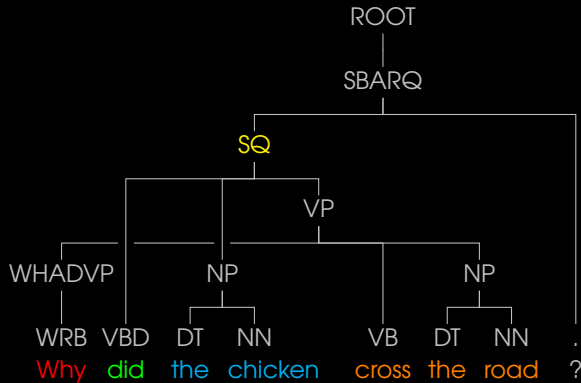 ROOT
SBARQ
SQ
VP
WHADVP NP NP
WRB VBD DT NN VB DT NN .
Why did the chicken cross the road ?